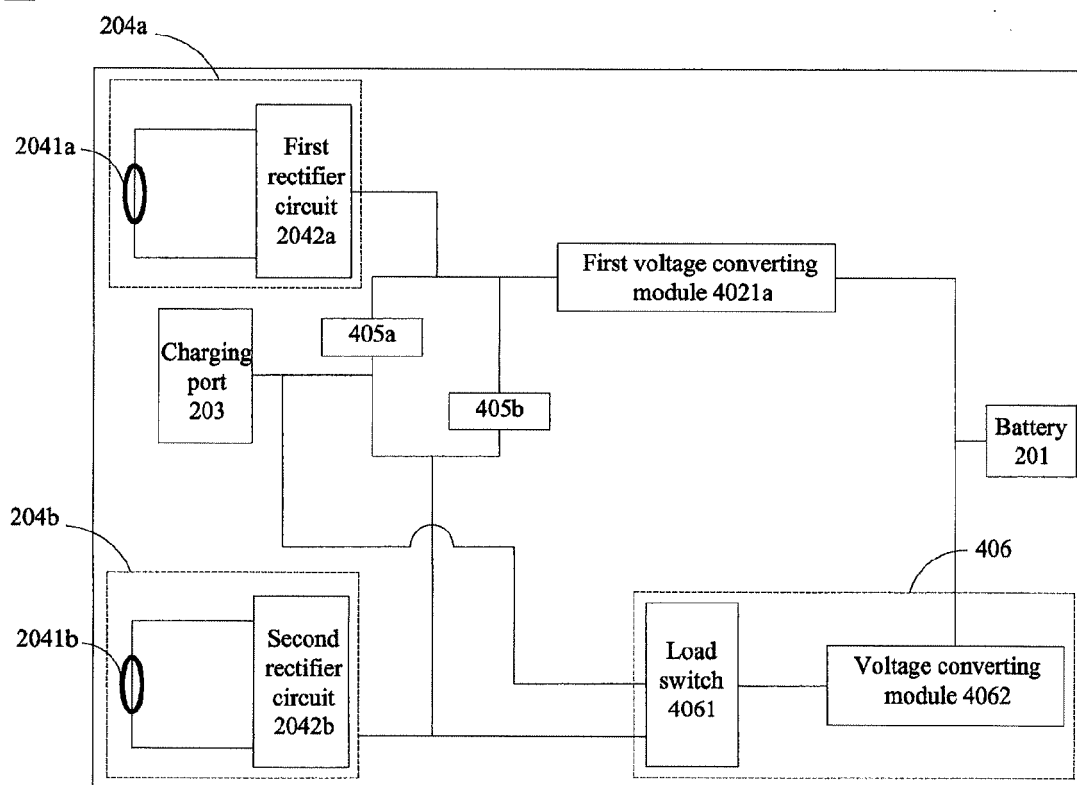 204a
2041a
First
rectifier
circuit
2042a
First voltage converting
module 4021a
405a
Charging
port
203
405b
Battery
201
204b
406
2041b
Second
rectifier
circuit
2042b
Load
switch
4061
Voltage converting
module 4062